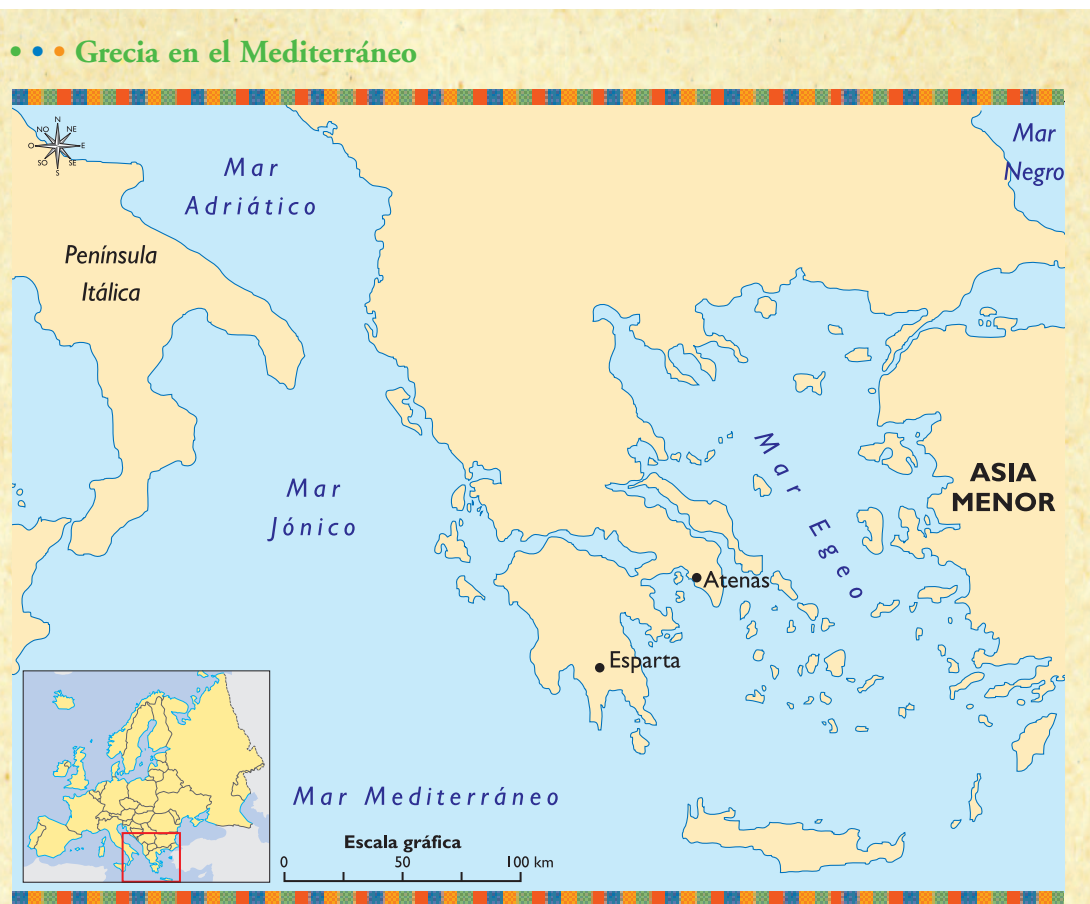 ••• Grecia en el Mediterráneo
N
NO NE
O E
SO SE
S
Mar
Adriático
Mar
Negro
Península
Itálica
Mar
Jónico
Mar Egeo
ASIA
MENOR
Atenas
Esparta
Mar Mediterráneo
Escala gráfica
0 50 100 km